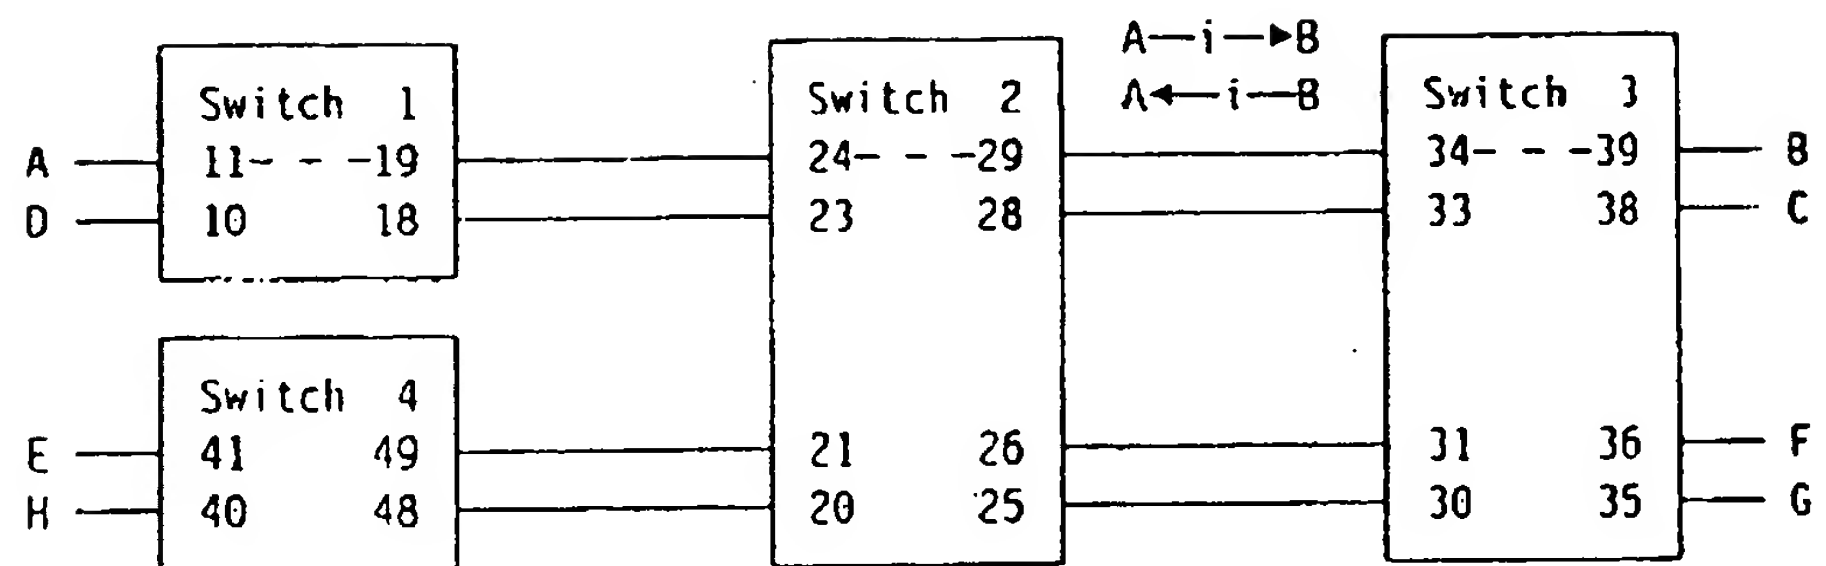 A—i—►B
A◄—i—B
Switch 1
Switch 2
Switch 3
A 11- - -19 24- - -29 34- - -39 B
D 10 18 23 28 33 38 C
Switch 4
E 41 49 21 26 31 36 F
H 40 48 20 25 30 35 G